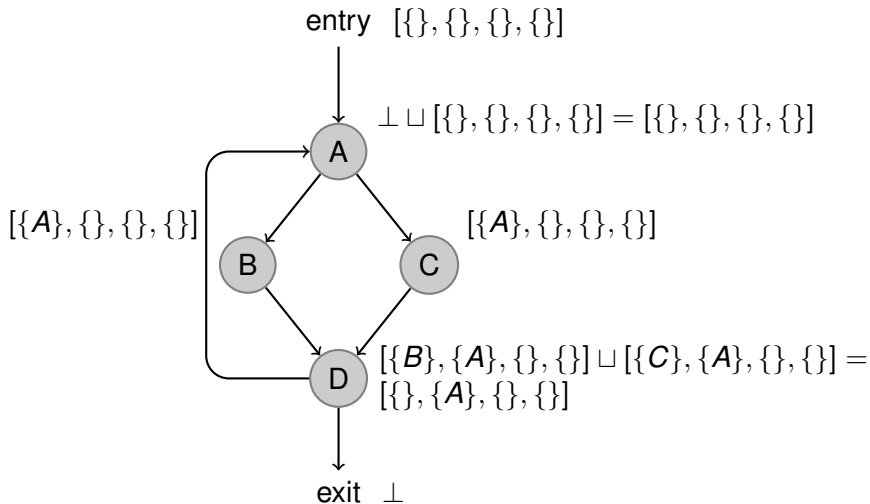 entry [{}, {}, {}, {}]
⊥ ⊔ [{}, {}, {}, {}] = [{}, {}, {}, {}]
A
[{A}, {}, {}, {}]
[{A}, {}, {}, {}]
B
C
[{B}, {A}, {}, {}] ⊔ [{C}, {A}, {}, {}] =
D
[{}, {A}, {}, {}]
exit ⊥